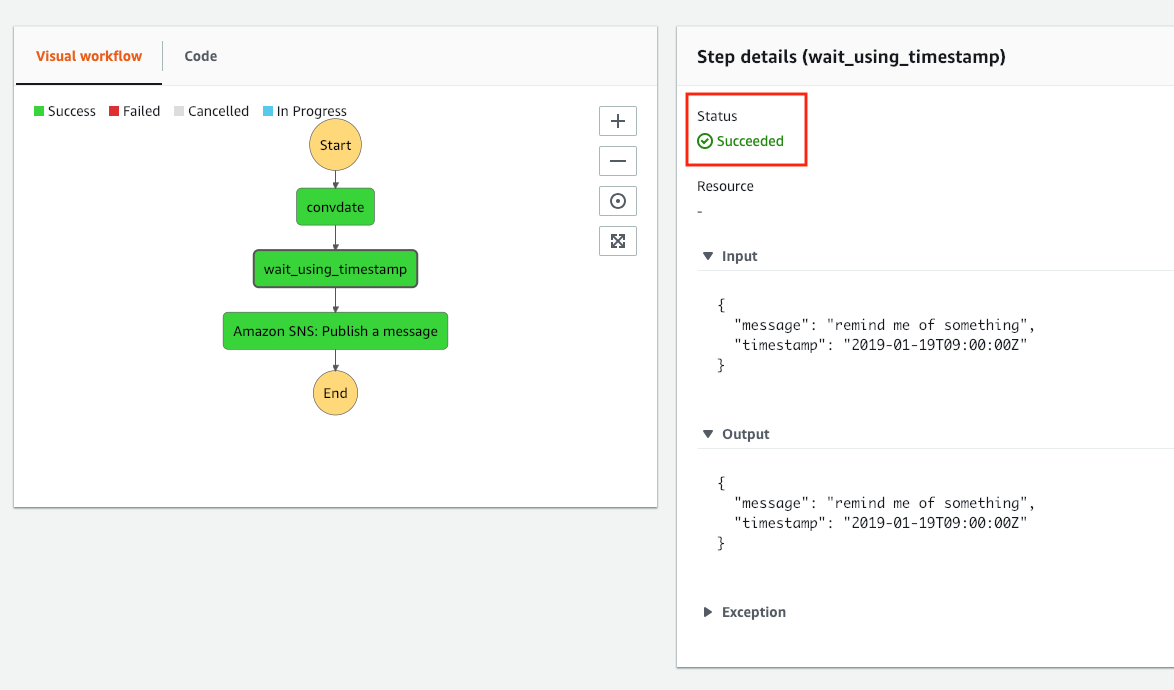 Visual workflow
Code
Success
Failed
Cancelled
In Progress
Start
convdate
wait_using_timestamp
Amazon SNS: Publish a message
End
Step details (wait_using_timestamp)
Status
Succeeded
Resource
-
Input
{
"message": "remind me of something",
"timestamp": "2019-01-19T09:00:00Z"
}
Output
{
"message": "remind me of something",
"timestamp": "2019-01-19T09:00:00Z"
}
Exception